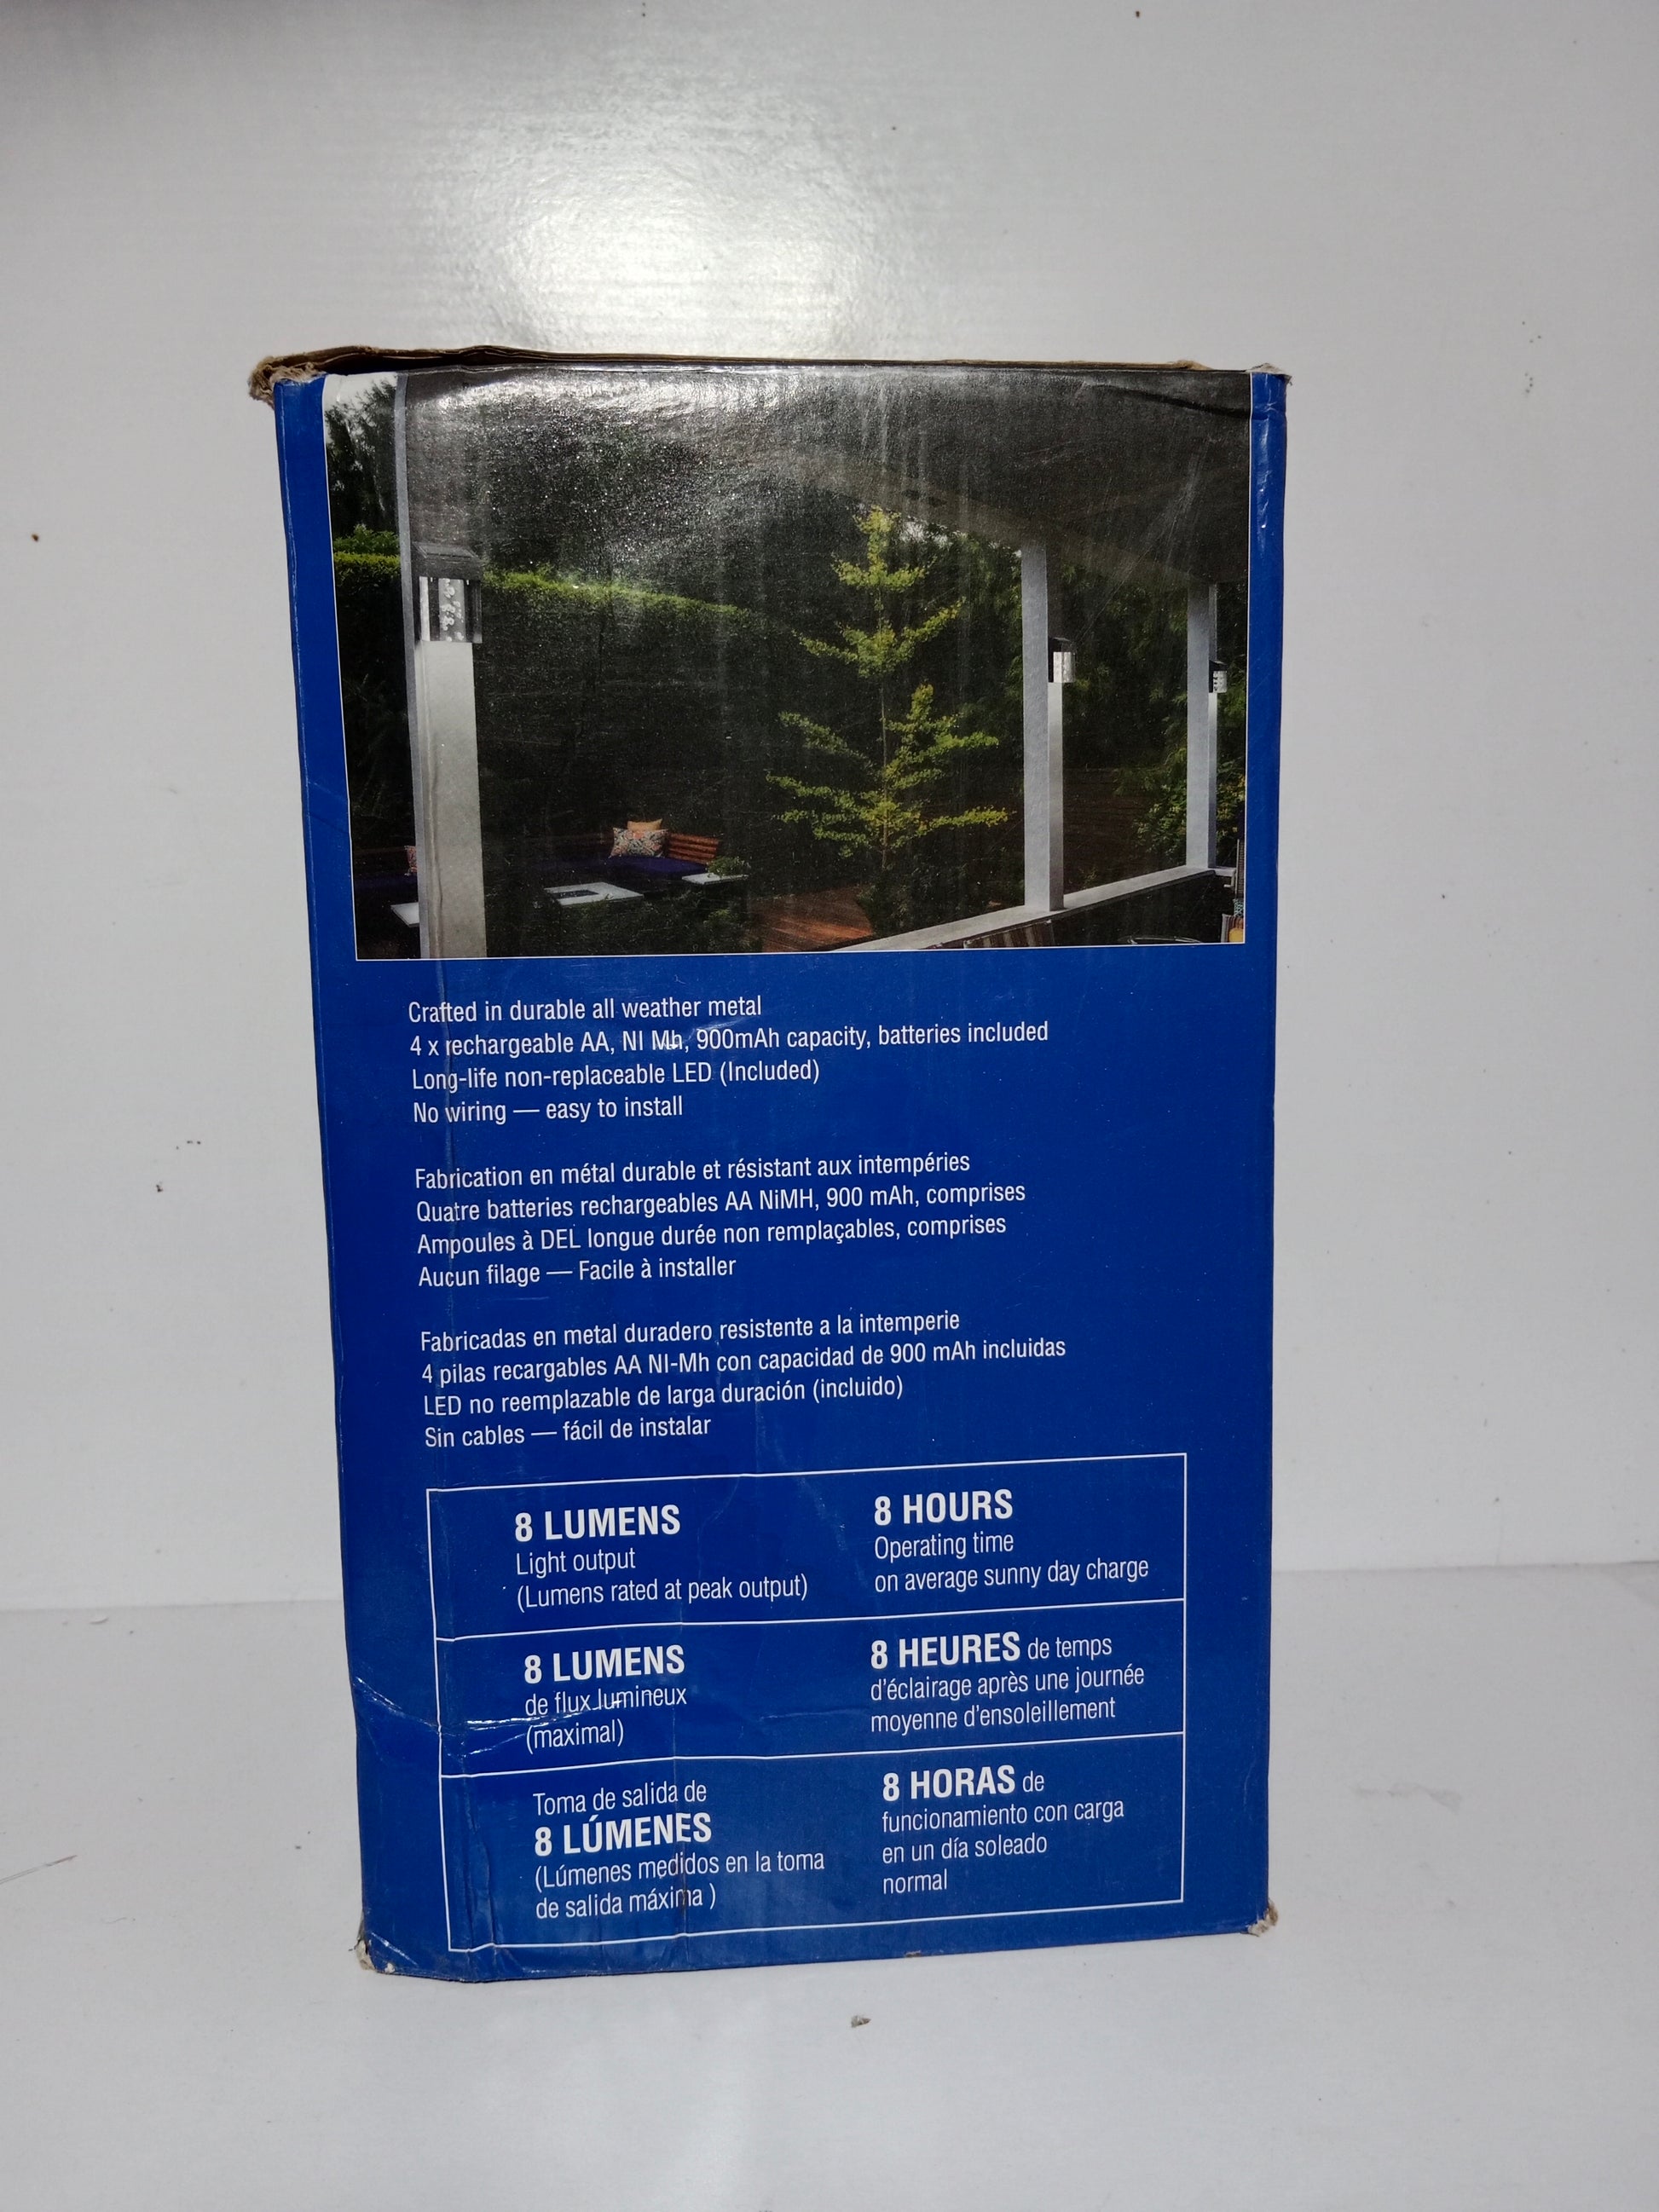 Crafted in durable all weather metal
4 x rechargeable AA, NI Mh, 900mAh capacity, batteries included
Long-life non-replaceable LED (Included)
No wiring — easy to install
Fabrication en métal durable et résistant aux intempéries
Quatre batteries rechargeables AA NiMH, 900 mAh, comprises
Ampoules à DEL longue durée non remplaçables, comprises
Aucun filage — Facile à installer
Fabricadas en metal duradero resistente a la intemperie
4 pilas recargables AA NI-Mh con capacidad de 900 mAh incluidas
LED no reemplazable de larga duración (incluido)
Sin cables — fácil de instalar
8 LUMENS
Light output
(Lumens rated at peak output)
8 HOURS
Operating time
on average sunny day charge
8 LUMENS
de flux lumineux
(maximal)
8 HEURES de temps
d'éclairage après une journée
moyenne d'ensoleillement
Toma de salida de
8 LÚMENES
(Lúmenes medidos en la toma
de salida máxima )
8 HORAS de
funcionamiento con carga
en un día soleado
normal